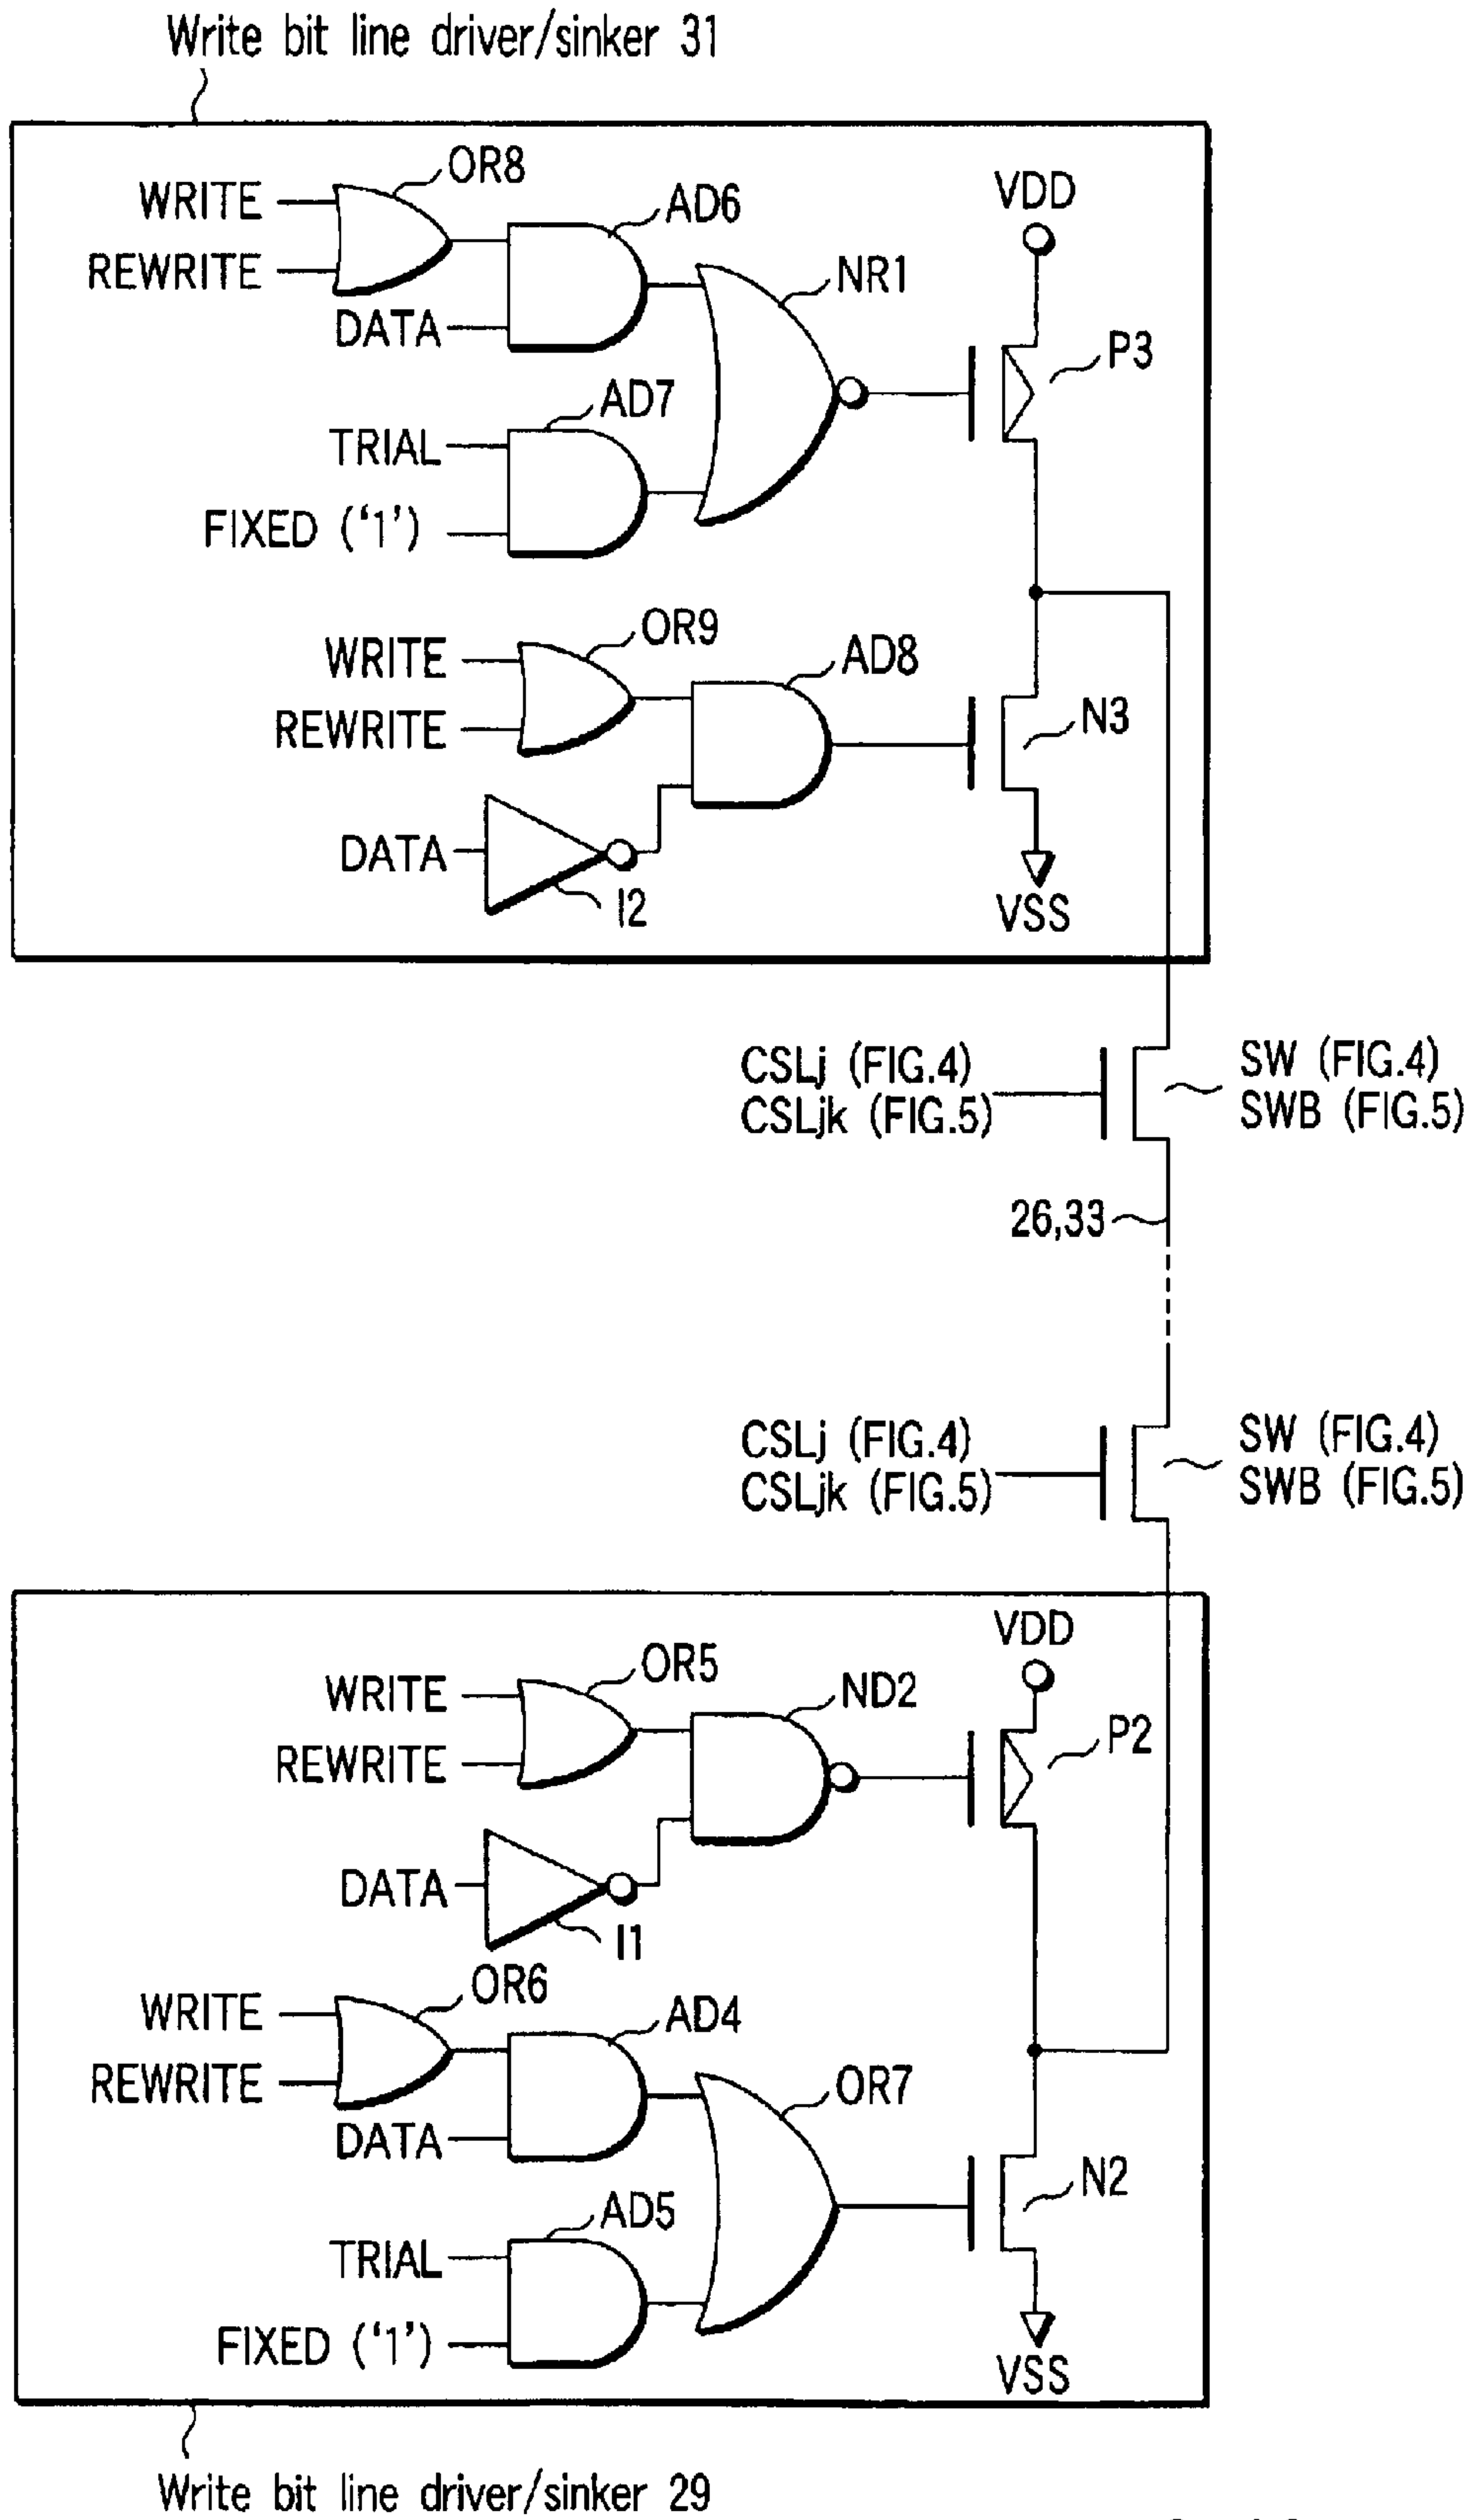 Write bit line driver/sinker 31
OR8
WRITE
AD6
VDD
REWRITE
NR1
DATA
P3
AD7
TRIAL
FIXED (‘1’)
OR9
WRITE
AD8
REWRITE
N3
DATA
I2
VSS
CSLj (FIG.4)
CSLjk (FIG.5)
SW (FIG.4)
SWB (FIG.5)
26,33
CSLj (FIG.4)
CSLjk (FIG.5)
SW (FIG.4)
SWB (FIG.5)
VDD
OR5
WRITE
ND2
P2
REWRITE
DATA
I1
OR6
WRITE
AD4
REWRITE
OR7
DATA
N2
AD5
TRIAL
FIXED (‘1’)
VSS
Write bit line driver/sinker 29